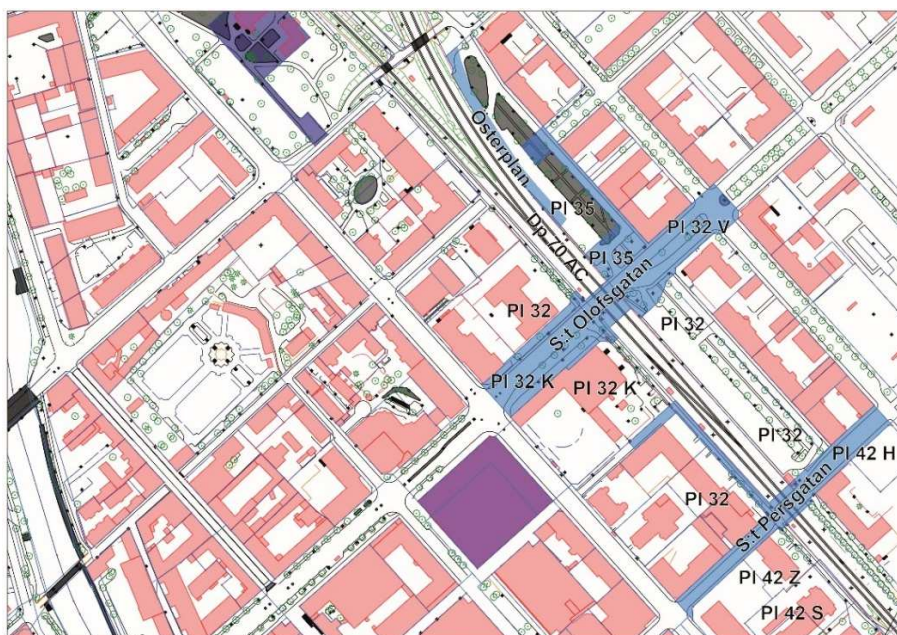 Österplan
Pl 35
Dp 70 AC
Pl 32 V
Pl 35
S:t Olofsgatan
Pl 32
Pl 32
Pl 32 K
Pl 32 K
Pl 32
Pl 42 H
Pl 32
S:t Persgatan
Pl 42 Z
Pl 42 S